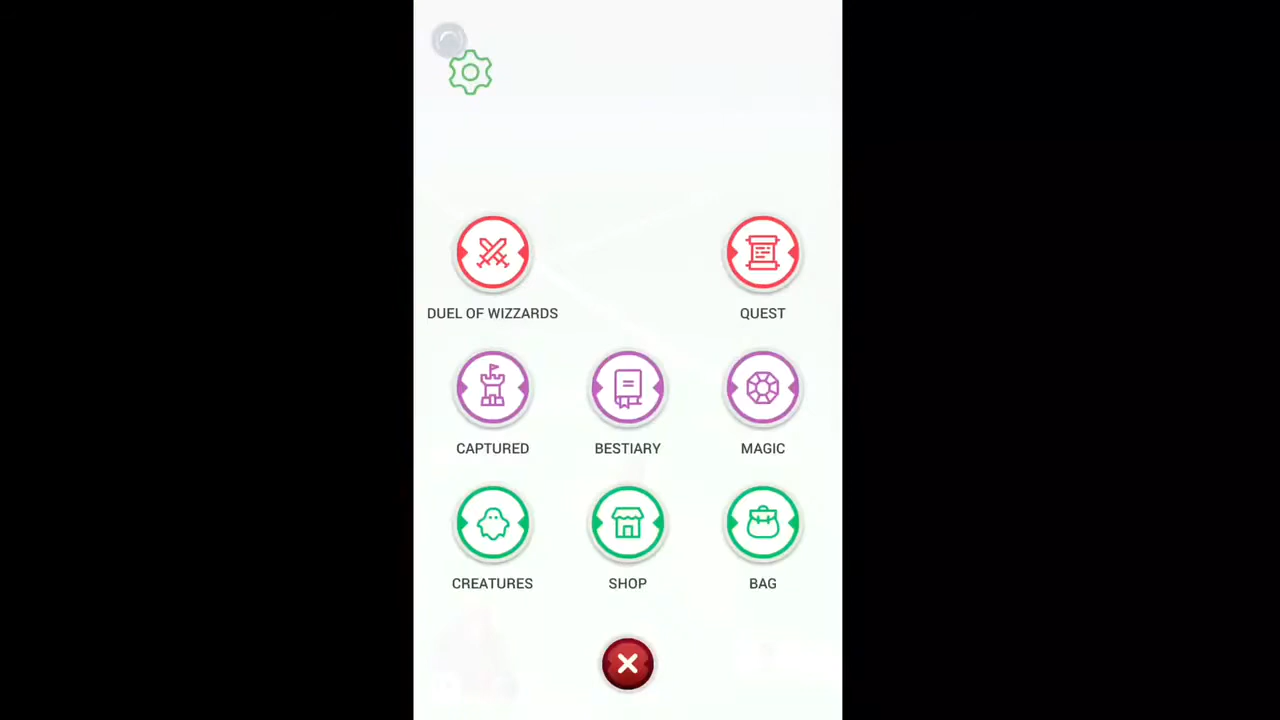 DUEL OF WIZZARDS
QUEST
CAPTURED
BESTIARY
MAGIC
CREATURES
SHOP
BAG